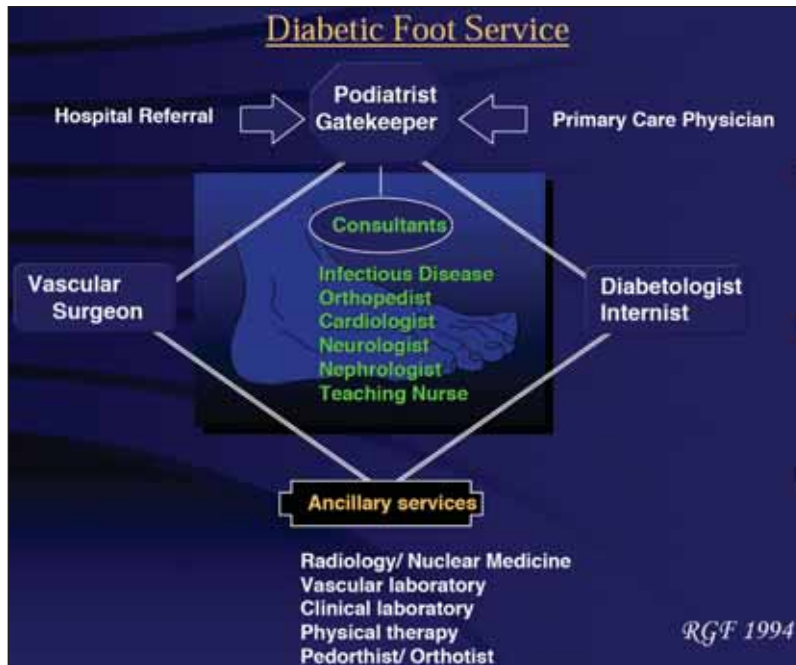 Diabetic Foot Service
Podiatrist
Gatekeeper
Hospital Referral
Primary Care Physician
Consultants
Infectious Disease
Orthopedist
Cardiologist
Neurologist
Nephrologist
Teaching Nurse
Vascular
Surgeon
Diabetologist
Internist
Ancillary services
Radiology/ Nuclear Medicine
Vascular laboratory
Clinical laboratory
Physical therapy
Pedorthist/ Orthotist
RGF 1994